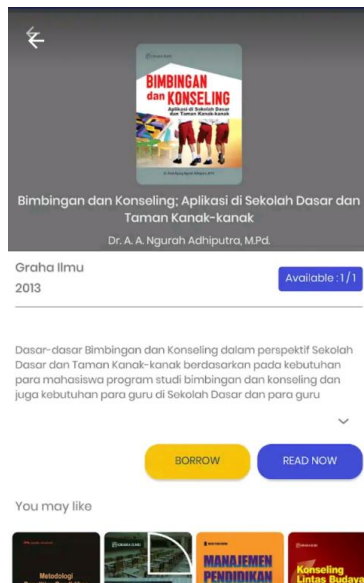 GRAHA ILMU
BIMBINGAN
dan KONSELING
Aplikasi di Sekolah Dasar
dan Taman Kanak-kanak
Bimbingan dan Konseling; Aplikasi di Sekolah Dasar dan
Taman Kanak-kanak
Dr. A. A. Ngurah Adhiputra, M.Pd.
Graha Ilmu
Available : 1 / 1
2013
Dasar-dasar Bimbingan dan Konseling dalam perspektif Sekolah
Dasar dan Taman Kanak-kanak berdasarkan pada kebutuhan
para mahasiswa program studi bimbingan dan konseling dan
juga kebutuhan para guru di Sekolah Dasar dan para guru
BORROW
READ NOW
You may like
GRAHA ILMU
Metodologi
MANAJEMEN
PENDIDIKAN
Konseling
Lintas Budaya